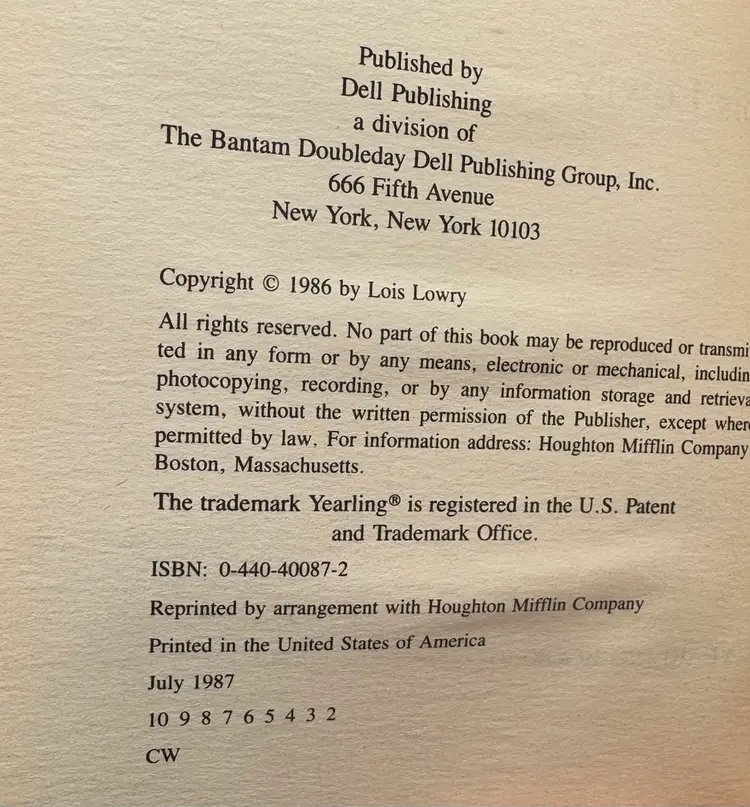 Published by
Dell Publishing
a division of
The Bantam Doubleday Dell Publishing Group, Inc.
666 Fifth Avenue
New York, New York 10103
Copyright © 1986 by Lois Lowry
All rights reserved. No part of this book may be reproduced or transmi
ted in any form or by any means, electronic or mechanical, includin
photocopying, recording, or by any information storage and retrieva
system, without the written permission of the Publisher, except wher
permitted by law. For information address: Houghton Mifflin Company
Boston, Massachusetts.
The trademark Yearling® is registered in the U.S. Patent
and Trademark Office.
ISBN: 0-440-40087-2
Reprinted by arrangement with Houghton Mifflin Company
Printed in the United States of America
July 1987
10 9 8 7 6 5 4 3 2
CW